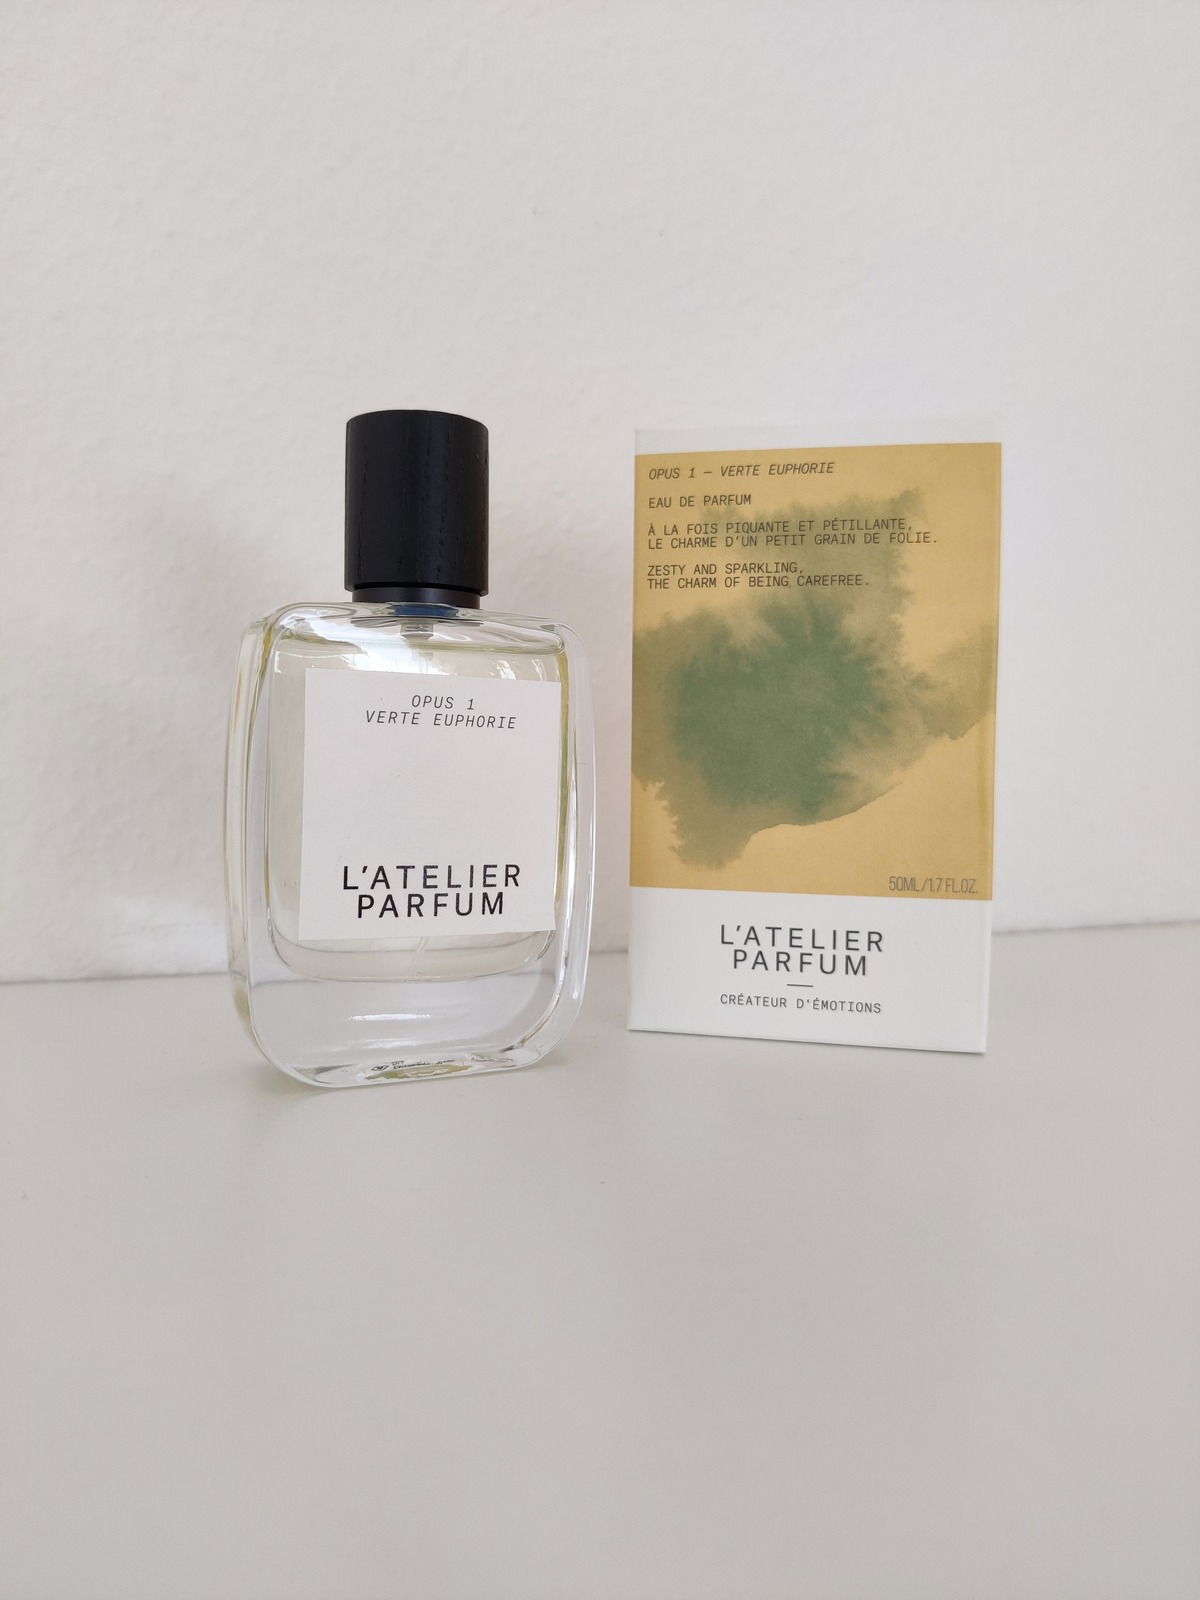 OPUS 1
VERTE EUPHORIE
L'ATELIER
PARFUM
OPUS 1 – VERTE EUPHORIE
EAU DE PARFUM
À LA FOIS PIQUANTE ET PÉTILLANTE,
LE CHARME D'UN PETIT GRAIN DE FOLIE.
ZESTY AND SPARKLING,
THE CHARM OF BEING CAREFREE.
50ML/1.7 FL.OZ.
L'ATELIER
PARFUM
CRÉATEUR D'ÉMOTIONS